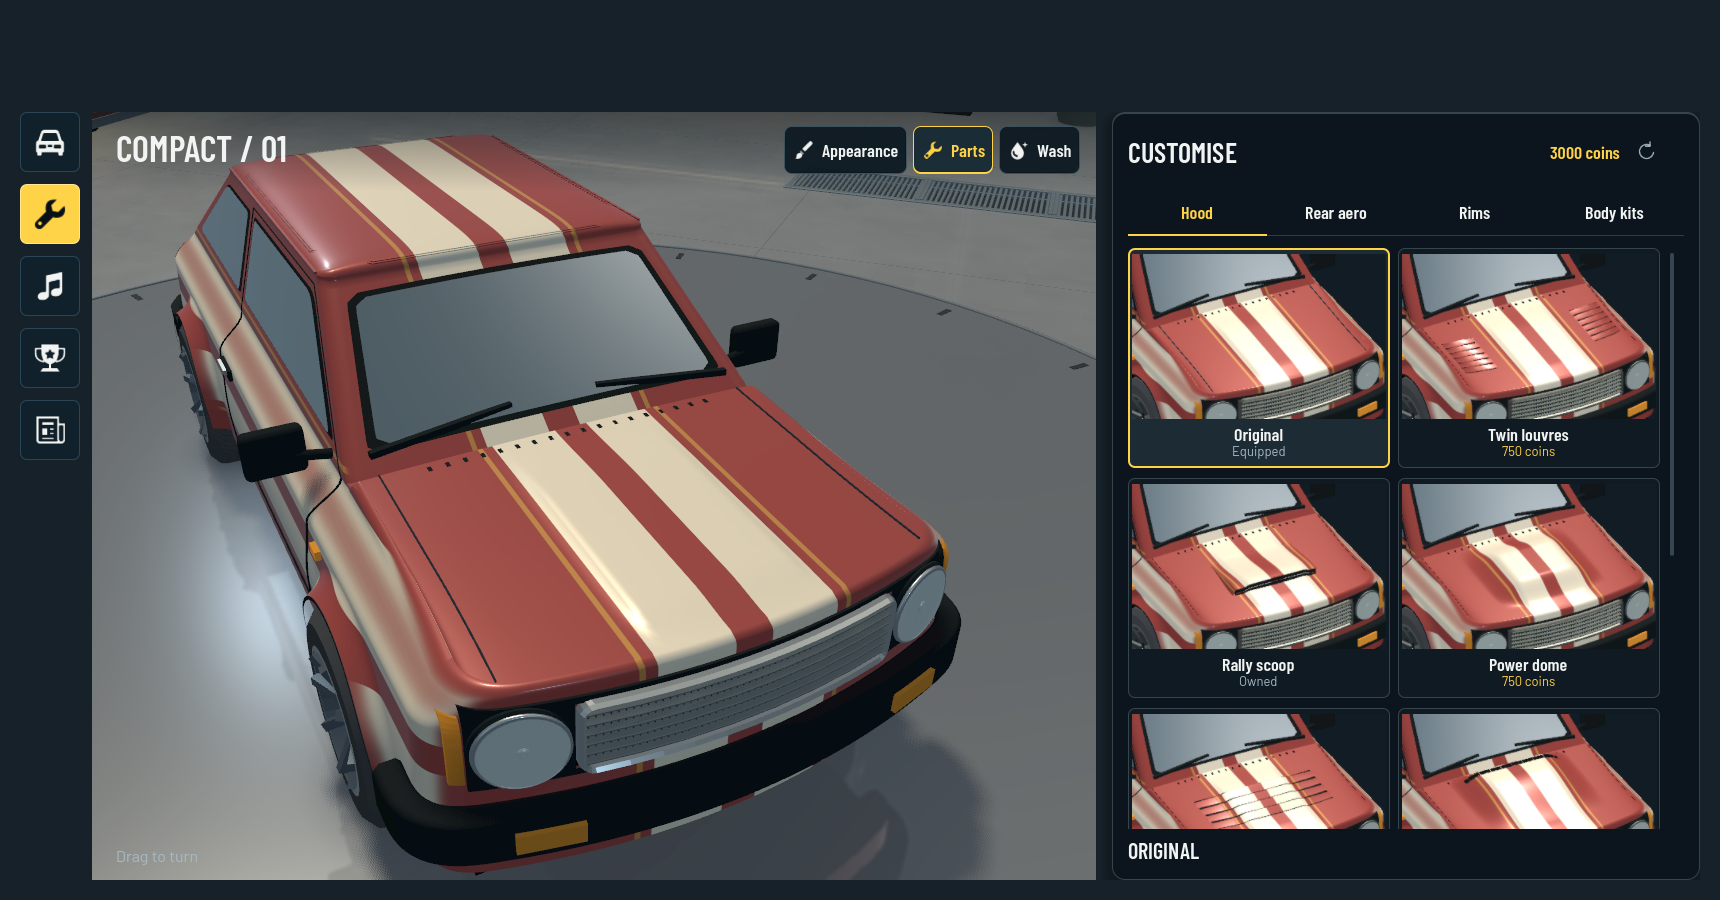 COMPACT / 01
Appearance
Parts
Wash
Drag to turn
CUSTOMISE
3000 coins
Hood
Rear aero
Rims
Body kits
Original
Equipped
Twin louvres
750 coins
Rally scoop
Owned
Power dome
750 coins
ORIGINAL